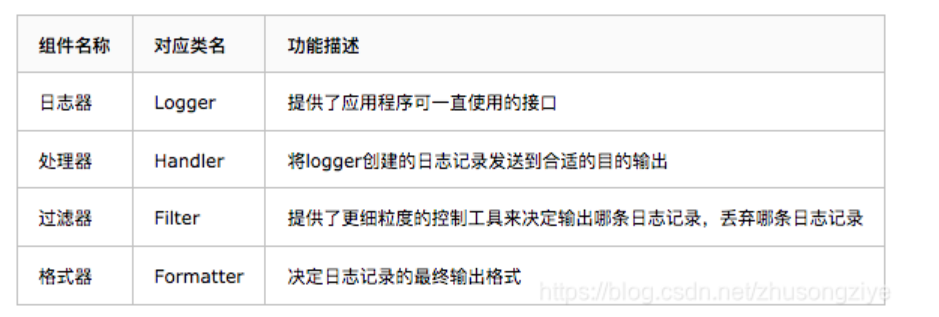 组件名称 对应类名 功能描述
日志器 Logger 提供了应用程序可一直使用的接口
处理器 Handler 将logger创建的日志记录发送到合适的目的输出
过滤器 Filter 提供了更细粒度的控制工具来决定输出哪条日志记录，丢弃哪条日志记录
格式器 Formatter 决定日志记录的最终输出格式
https://blog.csdn.net/zhusongziye